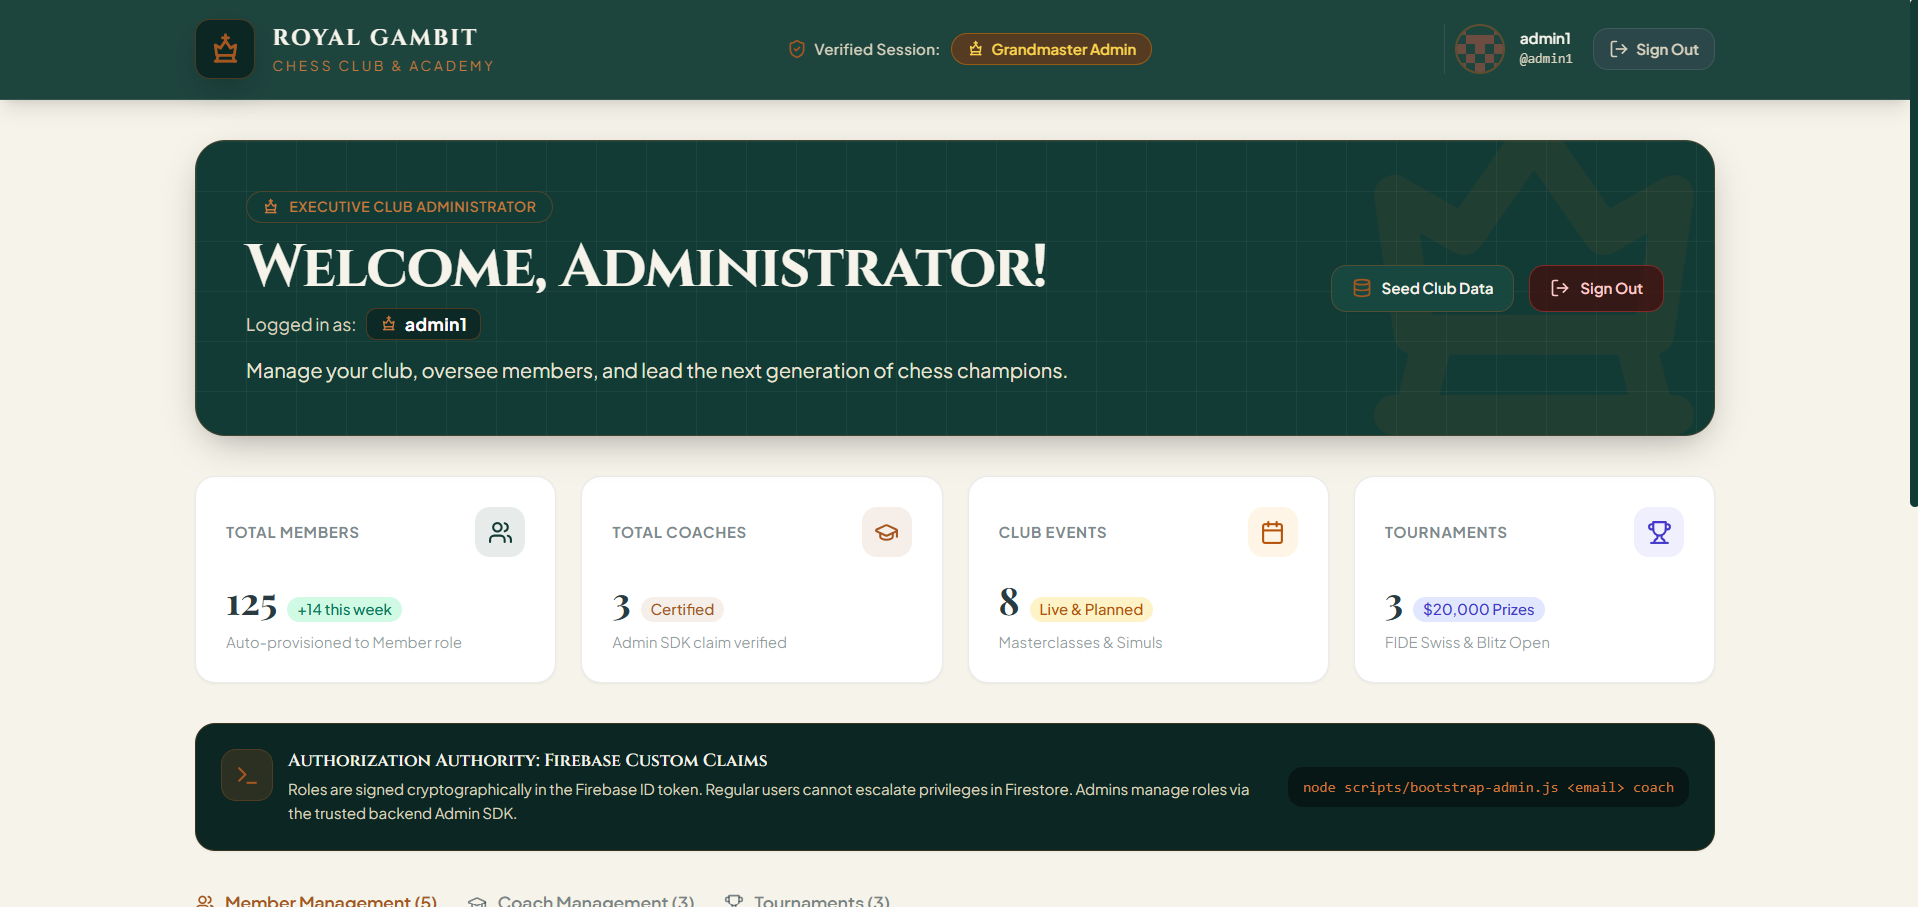 ROYAL GAMBIT
CHESS CLUB & ACADEMY
Verified Session:
Grandmaster Admin
admin1
@admin1
Sign Out
EXECUTIVE CLUB ADMINISTRATOR
Welcome, Administrator!
Logged in as:
admin1
Manage your club, oversee members, and lead the next generation of chess champions.
Seed Club Data
Sign Out
TOTAL MEMBERS
125
+14 this week
Auto-provisioned to Member role
TOTAL COACHES
3
Certified
Admin SDK claim verified
CLUB EVENTS
8
Live & Planned
Masterclasses & Simuls
TOURNAMENTS
3
$20,000 Prizes
FIDE Swiss & Blitz Open
Authorization Authority: Firebase Custom Claims
Roles are signed cryptographically in the Firebase ID token. Regular users cannot escalate privileges in Firestore. Admins manage roles via
the trusted backend Admin SDK.
node scripts/bootstrap-admin.js <email> coach
Member Management (5)
Coach Management (3)
Tournaments (3)